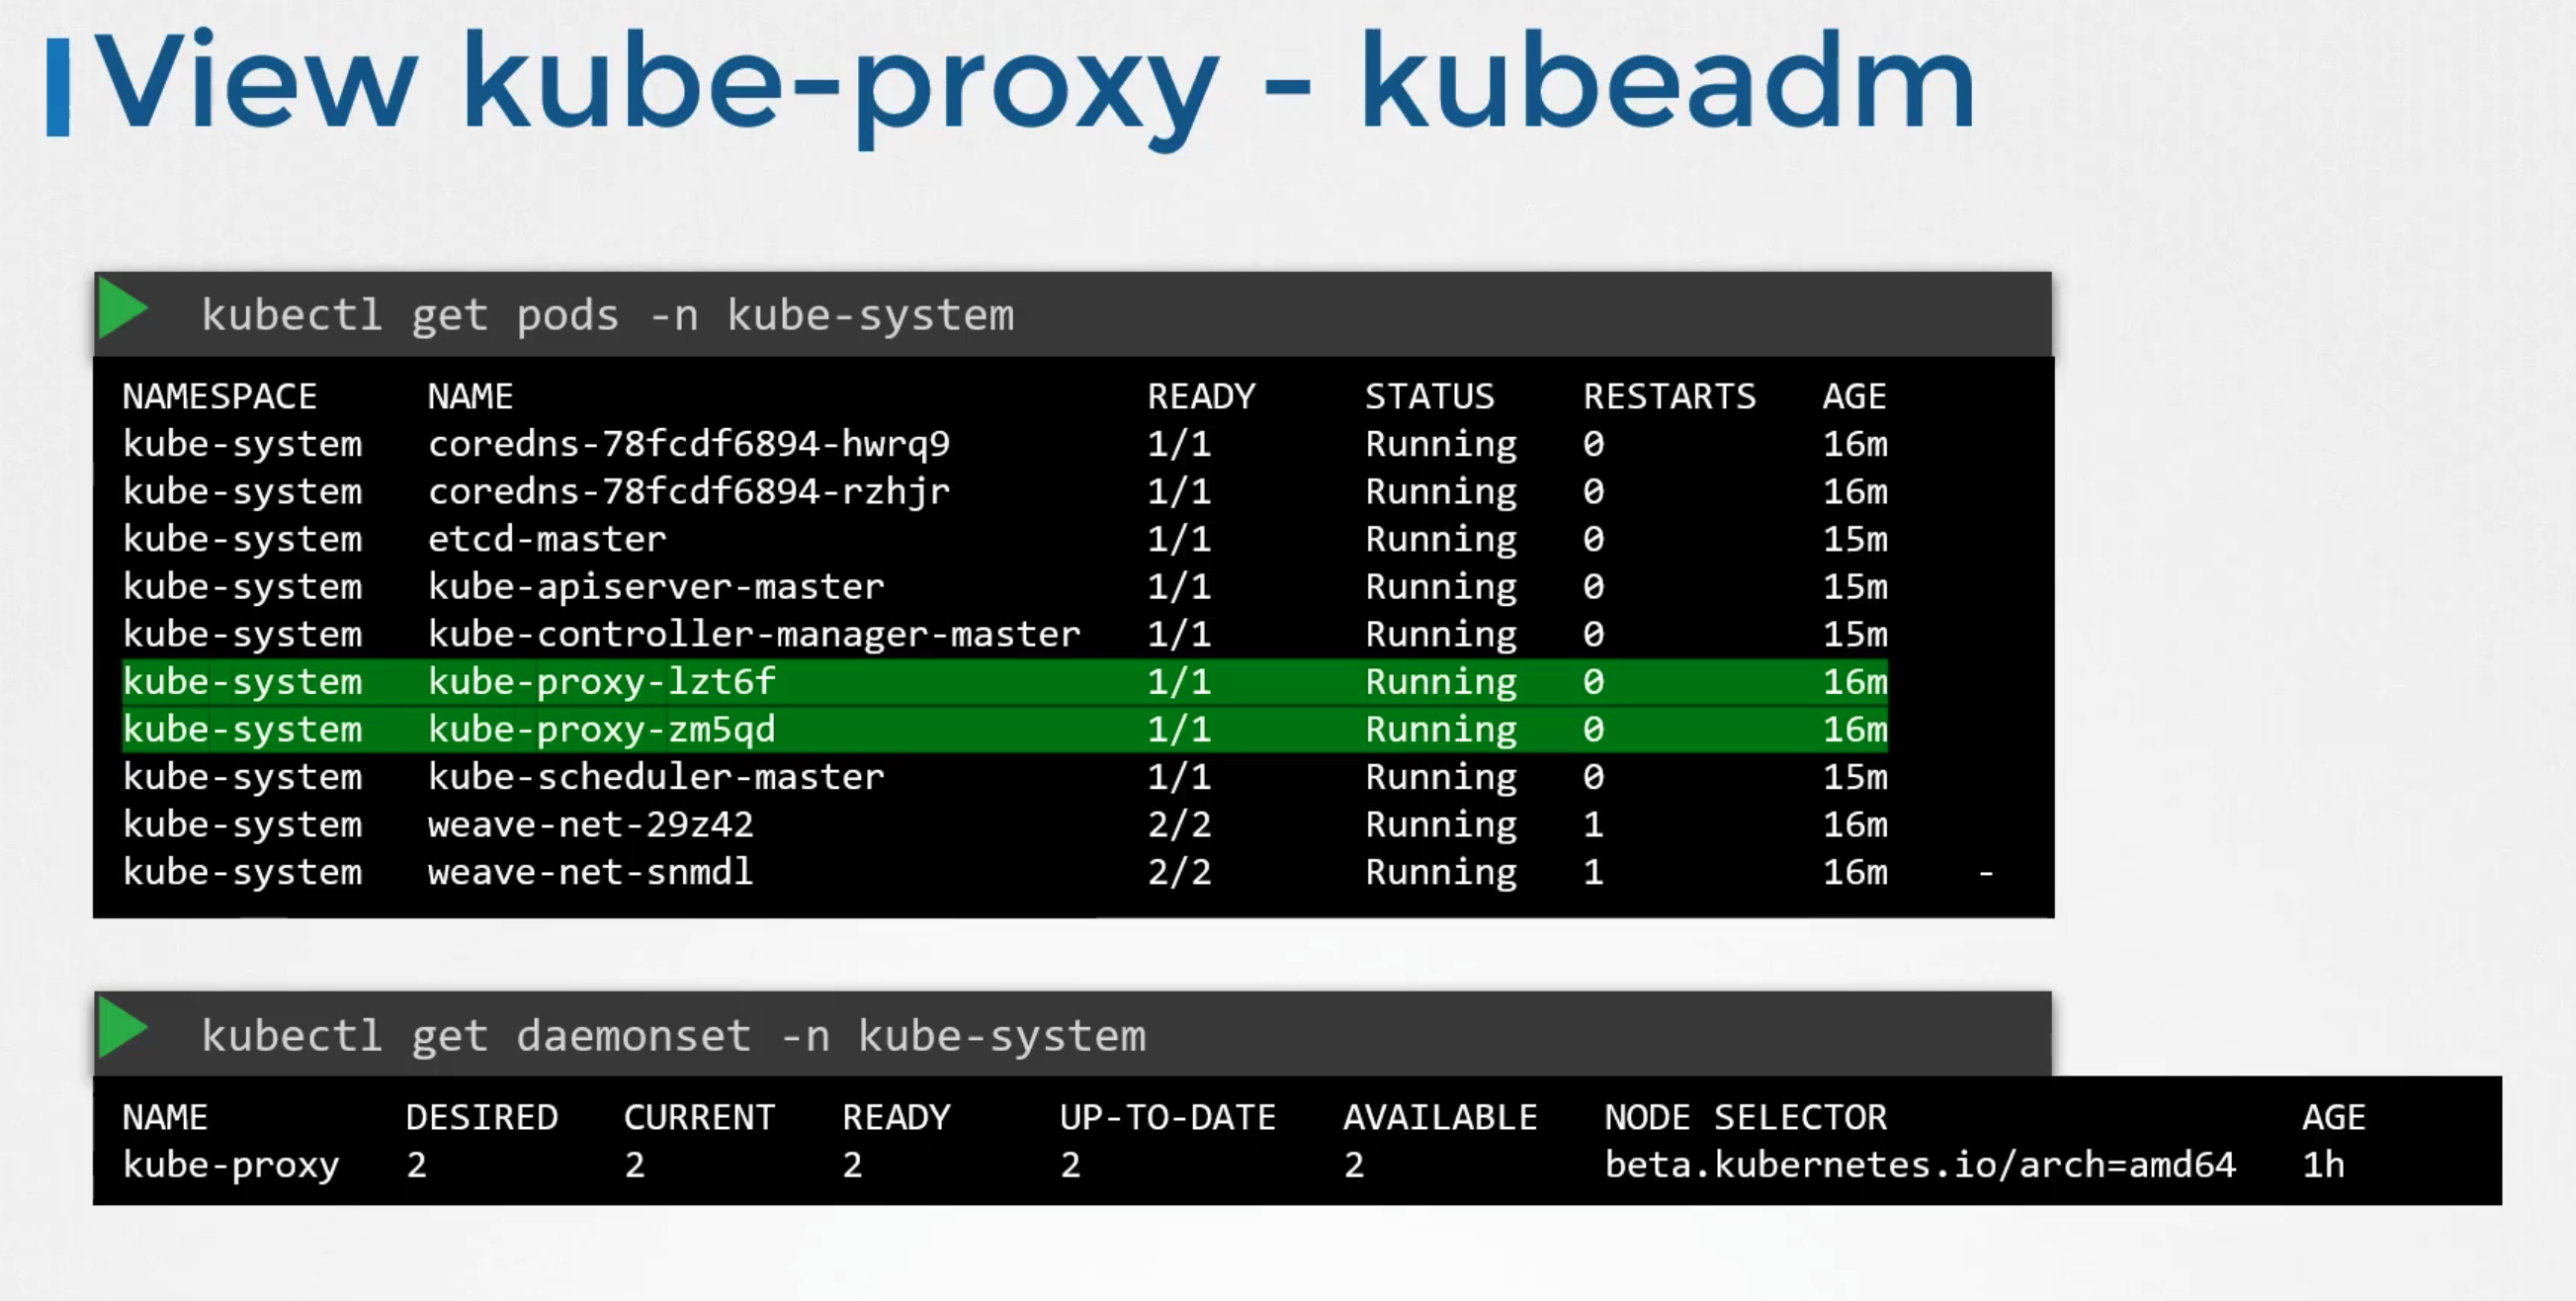 View kube-proxy - kubeadm
kubectl get pods -n kube-system
NAMESPACE NAME READY STATUS RESTARTS AGE
kube-system coredns-78fcdf6894-hwrq9 1/1 Running 0 16m
kube-system coredns-78fcdf6894-rzhjr 1/1 Running 0 16m
kube-system etcd-master 1/1 Running 0 15m
kube-system kube-apiserver-master 1/1 Running 0 15m
kube-system kube-controller-manager-master 1/1 Running 0 15m
kube-system kube-proxy-lzt6f 1/1 Running 0 16m
kube-system kube-proxy-zm5qd 1/1 Running 0 16m
kube-system kube-scheduler-master 1/1 Running 0 15m
kube-system weave-net-29z42 2/2 Running 1 16m
kube-system weave-net-snmdl 2/2 Running 1 16m -
kubectl get daemonset -n kube-system
NAME DESIRED CURRENT READY UP-TO-DATE AVAILABLE NODE SELECTOR AGE
kube-proxy 2 2 2 2 2 beta.kubernetes.io/arch=amd64 1h